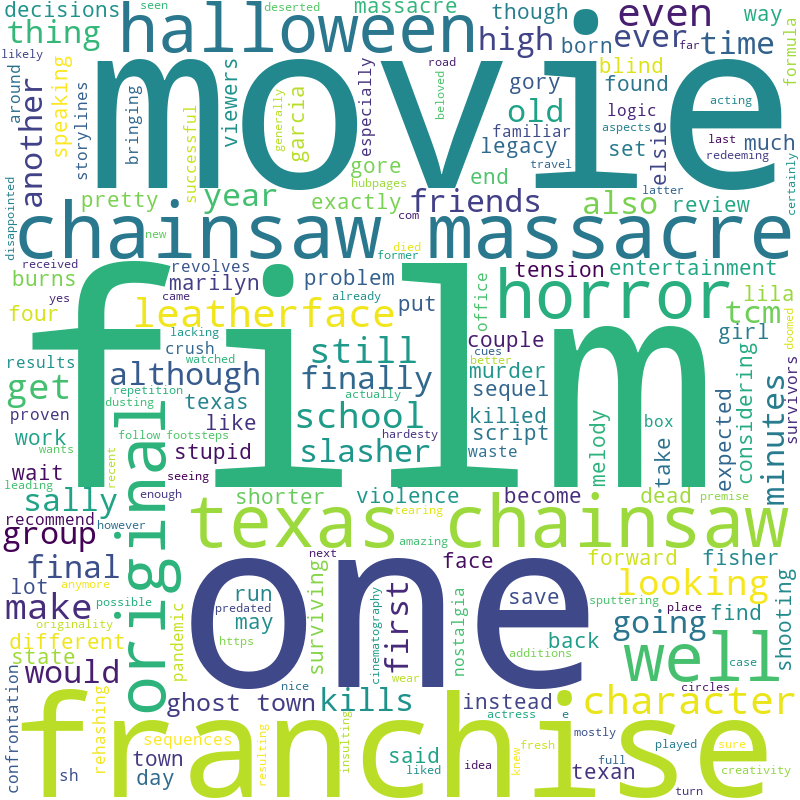 decisions
seen
deserted
massacre
though
even
way
thing
halloween
high
born
ever
time
formula
likely
movie
blind
far
around
speaking
storylines
bringing
successful
viewers
generally
garcia
especially
road
beloved
gory
found
old
logic
acting
familiar
aspects
last
legacy
set
elsie
much
redeeming
another
hubpages
travel
latter
end
certainly
pretty
year
exactly
friends
also
review
disappointed
chainsaw massacre
new
com
died
former
received
revolves
problem
tension
entertainment
burns
yes
came
marilyn
already
put
office
horror
lila
doomed
four
leatherface
tcm
lacking
couple
cues
girl
results
crush
watched
still
better
murder
survivors
get
repetition
although
finally
actually
sequel
considering
proven
dusting
texas
killed
box
expected
minutes
film
work
original
like
school
script
melody
take
follow footsteps
hardesty
wants
recent
stupid
slasher
waste
wait
seeing
leading
sally
enough
shorter
violence
become
dead
premise
recommend
however
texas chainsaw
tearing
group
amazing
next
face
forward
fisher
final
surviving
one
lot
anymore
run
predated
save
looking
sputtering
make
possible
may
cinematography
first
place
find
shooting
originality
different
pandemic
nostalgia
going
back
state
https
additions
well
case
would
wear
circles
confrontation
nice
ghost town
kills
instead
character
rehashing
insulting
actress
e
franchise
sequences
resulting
mostly
town
said
knew
fresh
played
sure
liked
idea
full
creativity
sh
day
texan
turn